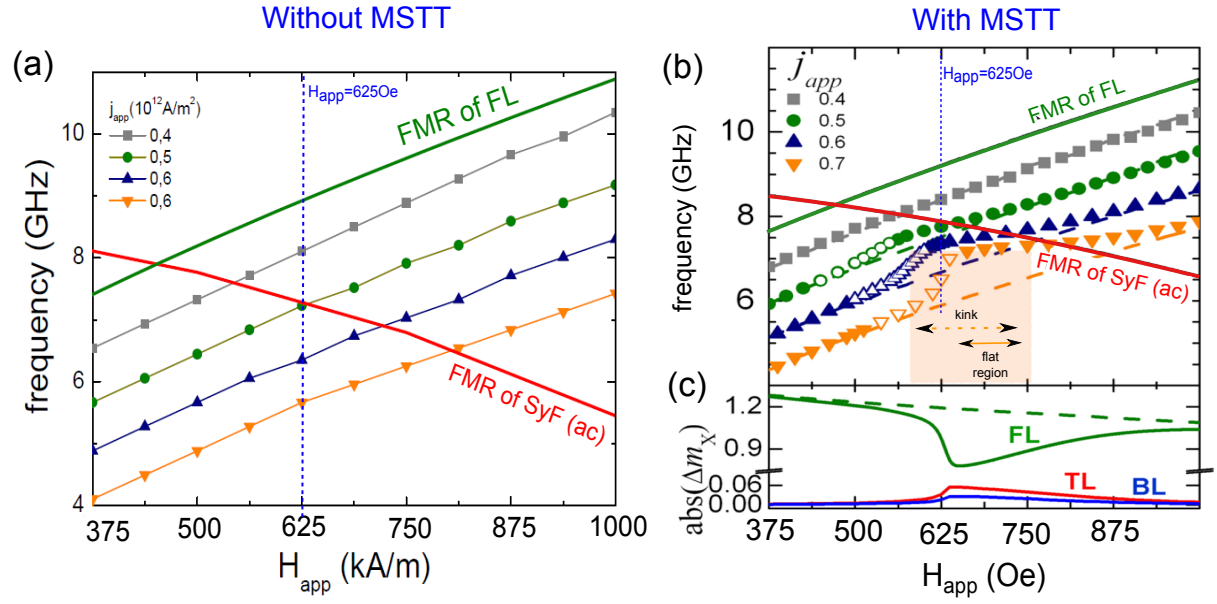 Without MSTT
With MSTT
(a)
j_app(10^12 A/m^2)
0,4
0,5
0,6
0,6
H_app=625Oe
FMR of FL
FMR of SyF (ac)
10
8
6
4
frequency (GHz)
375
500
625
750
875
1000
H_app (kA/m)
(b)
j_app
0.4
0.5
0.6
0.7
H_app=625Oe
FMR of FL
FMR of SyF (ac)
kink
flat
region
10
9
8
6
frequency (GHz)
(c)
1.2
0.9
0.06
0.00
abs(Δm_X)
FL
TL
BL
375
500
625
750
875
H_app (Oe)